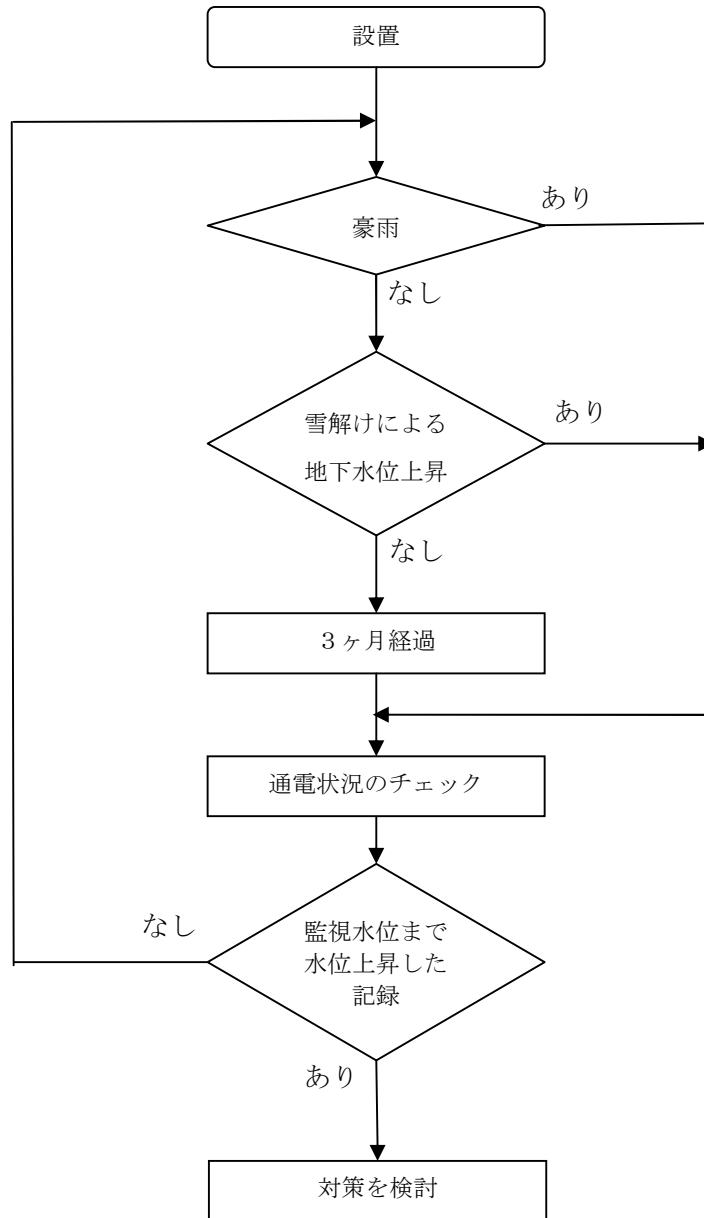 設置
豪雨
あり
なし
雪解けによる
地下水位上昇
あり
なし
３ヶ月経過
通電状況のチェック
監視水位まで
水位上昇した
記録
なし
あり
対策を検討